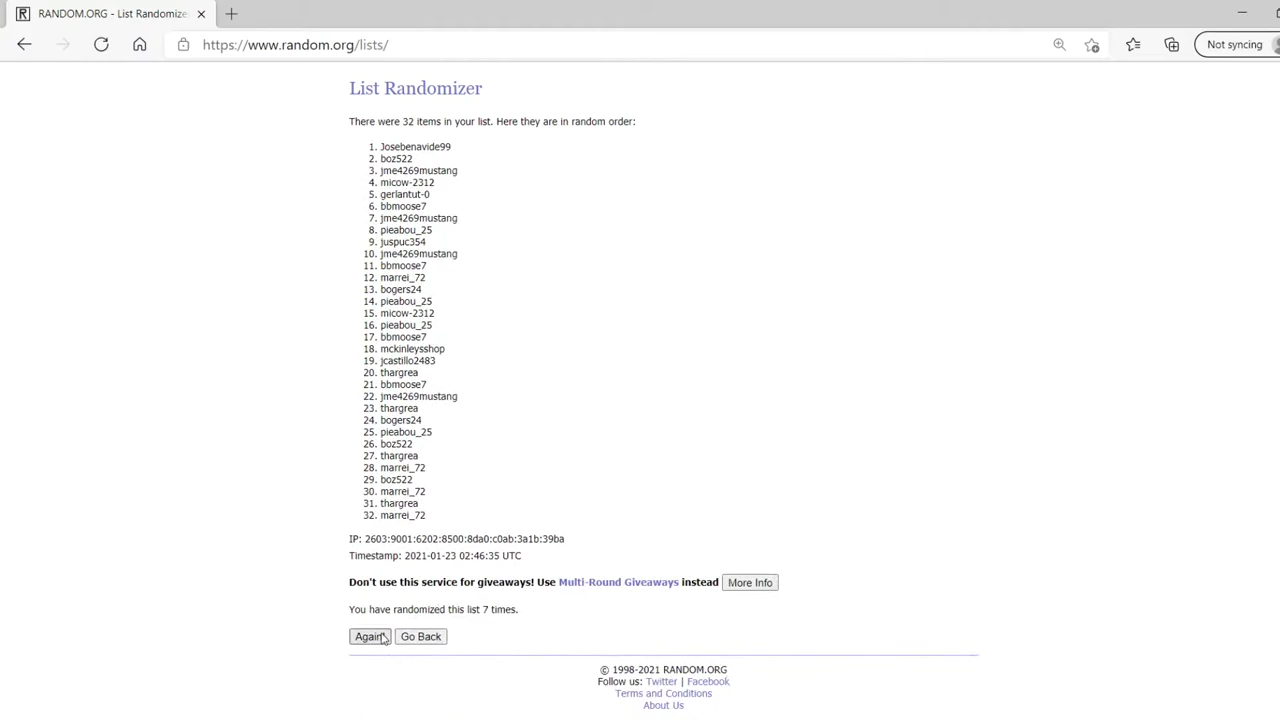 RANDOM.ORG - List Randomize
https://www.random.org/lists/
Not syncing
List Randomizer
There were 32 items in your list. Here they are in random order:
1. Josebenavide99
2. boz522
3. jme4269mustang
4. micow-2312
5. gerlantut-0
6. bbmoose7
7. jme4269mustang
8. pieabou_25
9. juspuc354
10. jme4269mustang
11. bbmoose7
12. marrei_72
13. bogers24
14. pieabou_25
15. micow-2312
16. pieabou_25
17. bbmoose7
18. mckinleysshop
19. jcastillo2483
20. thargrea
21. bbmoose7
22. jme4269mustang
23. thargrea
24. bogers24
25. pieabou_25
26. boz522
27. thargrea
28. marrei_72
29. boz522
30. marrei_72
31. thargrea
32. marrei_72
IP: 2603:9001:6202:8500:8da0:c0ab:3a1b:39ba
Timestamp: 2021-01-23 02:46:35 UTC
Don't use this service for giveaways! Use Multi-Round Giveaways instead More Info
You have randomized this list 7 times.
Again! Go Back
© 1998-2021 RANDOM.ORG
Follow us: Twitter | Facebook
Terms and Conditions
About Us